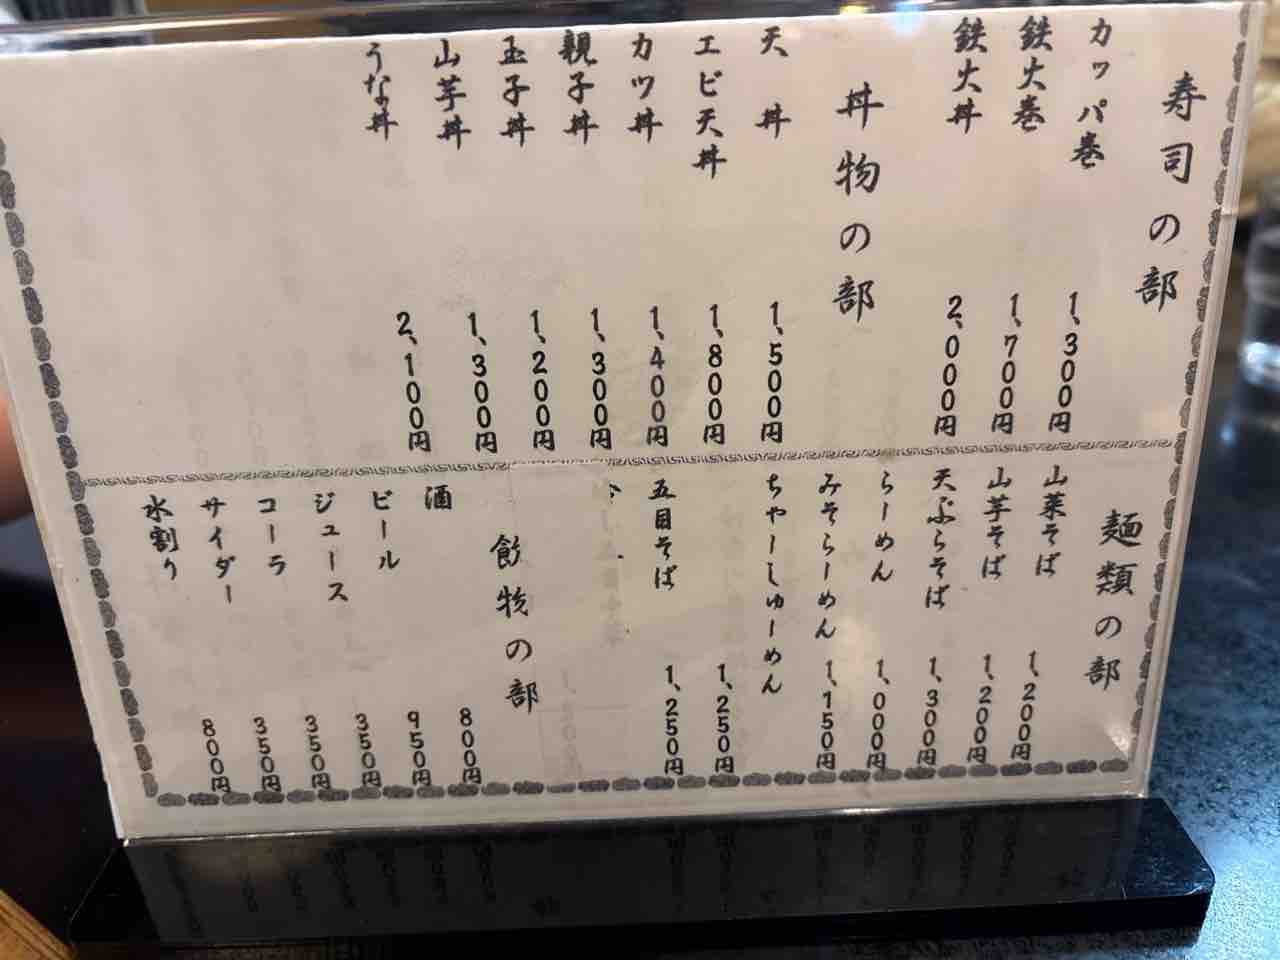 寿司の部
カッパ巻 1,300円
鉄火巻 1,700円
鉄火丼 2,000円
丼物の部
天丼 1,500円
エビ天丼 1,800円
カツ丼 1,400円
親子丼 1,300円
玉子丼 1,200円
山芋丼 1,300円
うな丼 2,100円
麺類の部
山菜そば 1,200円
山芋そば 1,200円
天ぷらそば 1,300円
らーめん 1,000円
みそらーめん 1,150円
ちゃーしゅーめん 1,250円
五目そば 1,250円
飲物の部
酒 800円
ビール 950円
ジュース 350円
コーラ 350円
サイダー 350円
水割り 800円